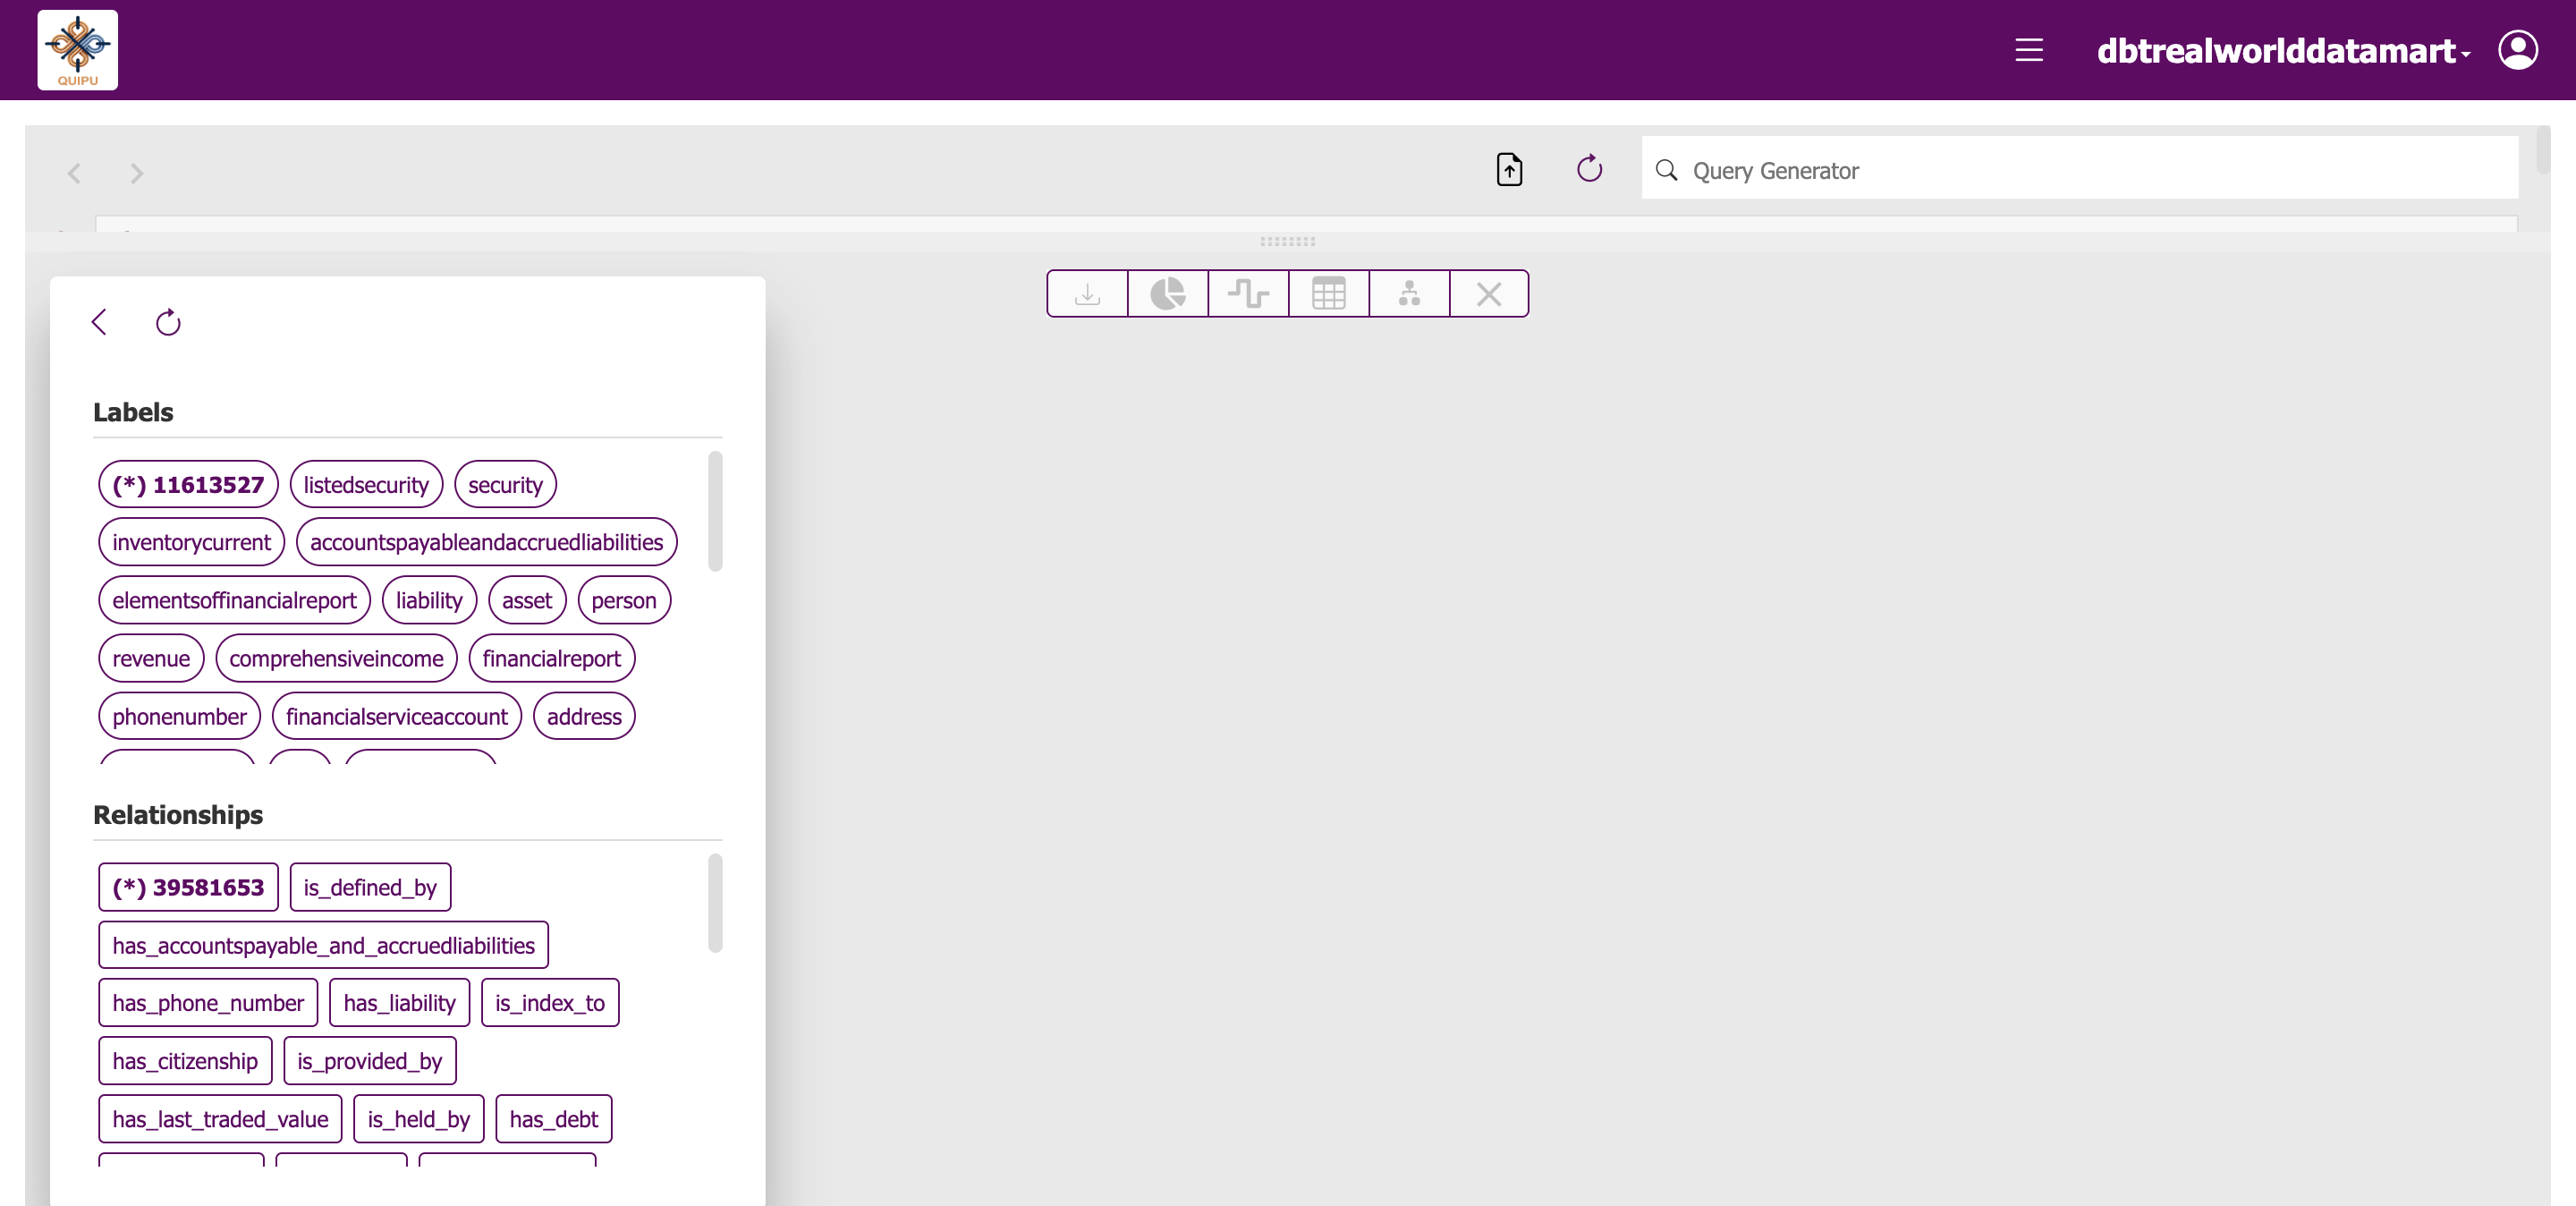 QUIPU
dbtrealworlddatamart
Query Generator
Labels
(*) 11613527 listedsecurity security
inventorycurrent accountspayableandaccruedliabilities
elementsoffinancialreport liability asset person
revenue comprehensiveincome financialreport
phonenumber financialserviceaccount address
Relationships
(*) 39581653 is_defined_by
has_accountspayable_and_accruedliabilities
has_phone_number has_liability is_index_to
has_citizenship is_provided_by
has_last_traded_value is_held_by has_debt